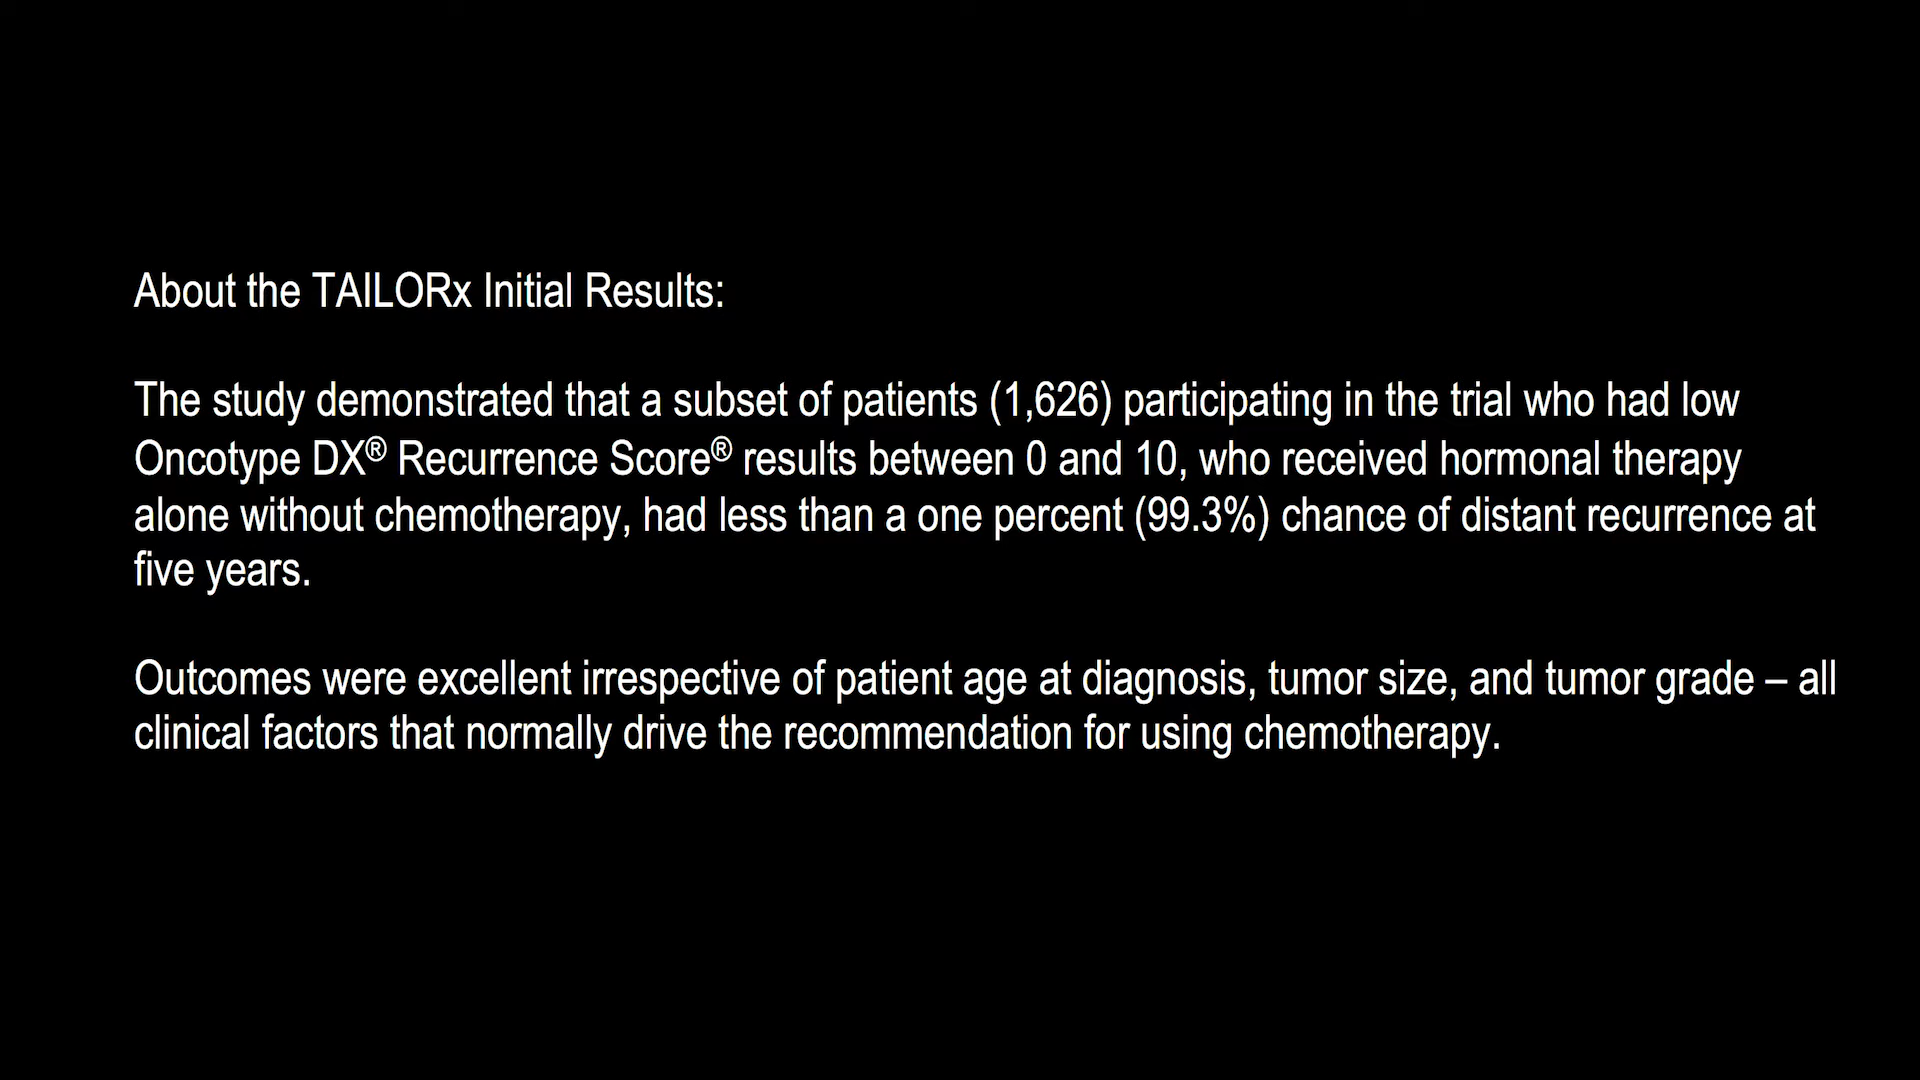 About the TAILORx Initial Results:
The study demonstrated that a subset of patients (1,626) participating in the trial who had low
Oncotype DX® Recurrence Score® results between 0 and 10, who received hormonal therapy
alone without chemotherapy, had less than a one percent (99.3%) chance of distant recurrence at
five years.
Outcomes were excellent irrespective of patient age at diagnosis, tumor size, and tumor grade – all
clinical factors that normally drive the recommendation for using chemotherapy.